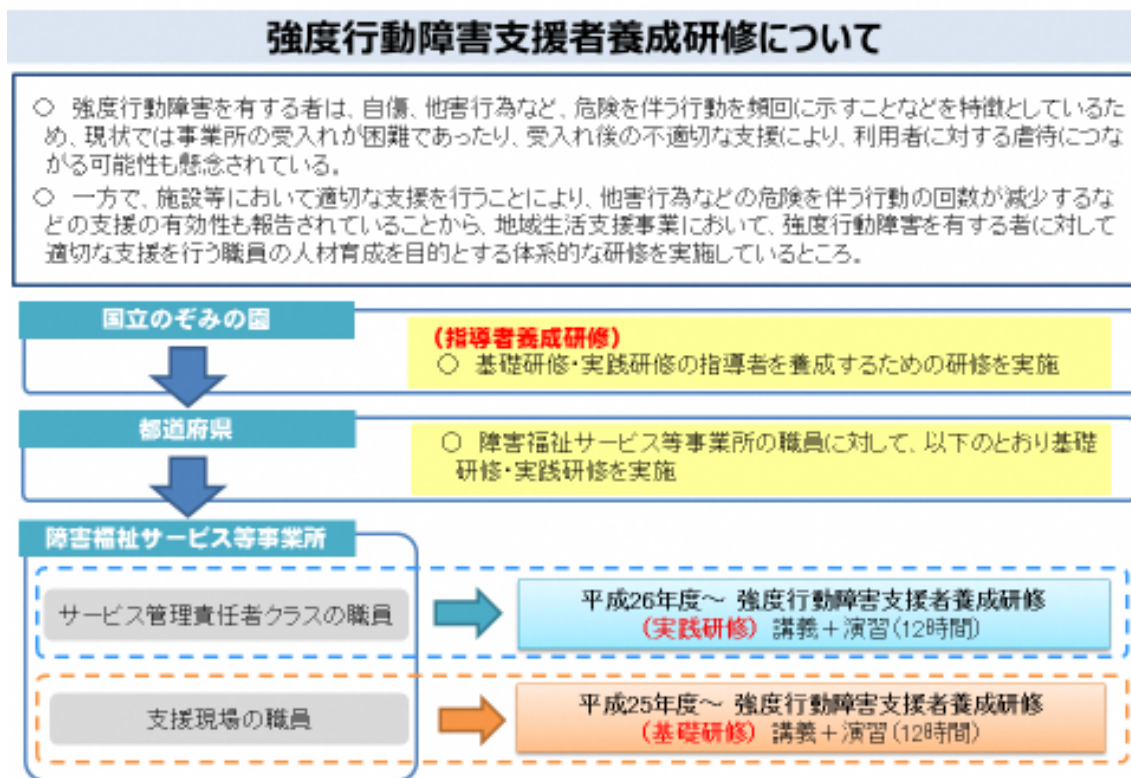 強度行動障害支援者養成研修について
○ 強度行動障害を有する者は、自傷、他害行為など、危険を伴う行動を頻回に示すことなどを特徴としているた
め、現状では事業所の受入れが困難であったり、受入れ後の不適切な支援により、利用者に対する虐待につな
がる可能性も懸念されている。
○ 一方で、施設等において適切な支援を行うことにより、他害行為などの危険を伴う行動の回数が減少するな
どの支援の有効性も報告されていることから、地域生活支援事業において、強度行動障害を有する者に対して
適切な支援を行う職員の人材育成を目的とする体系的な研修を実施しているところ。
国立のぞみの園
(指導者養成研修)
○ 基礎研修・実践研修の指導者を養成するための研修を実施
都道府県
○ 障害福祉サービス等事業所の職員に対して、以下のとおり基礎
研修・実践研修を実施
障害福祉サービス等事業所
サービス管理責任者クラスの職員
平成26年度～ 強度行動障害支援者養成研修
(実践研修) 講義＋演習(12時間)
支援現場の職員
平成25年度～ 強度行動障害支援者養成研修
(基礎研修) 講義＋演習(12時間)